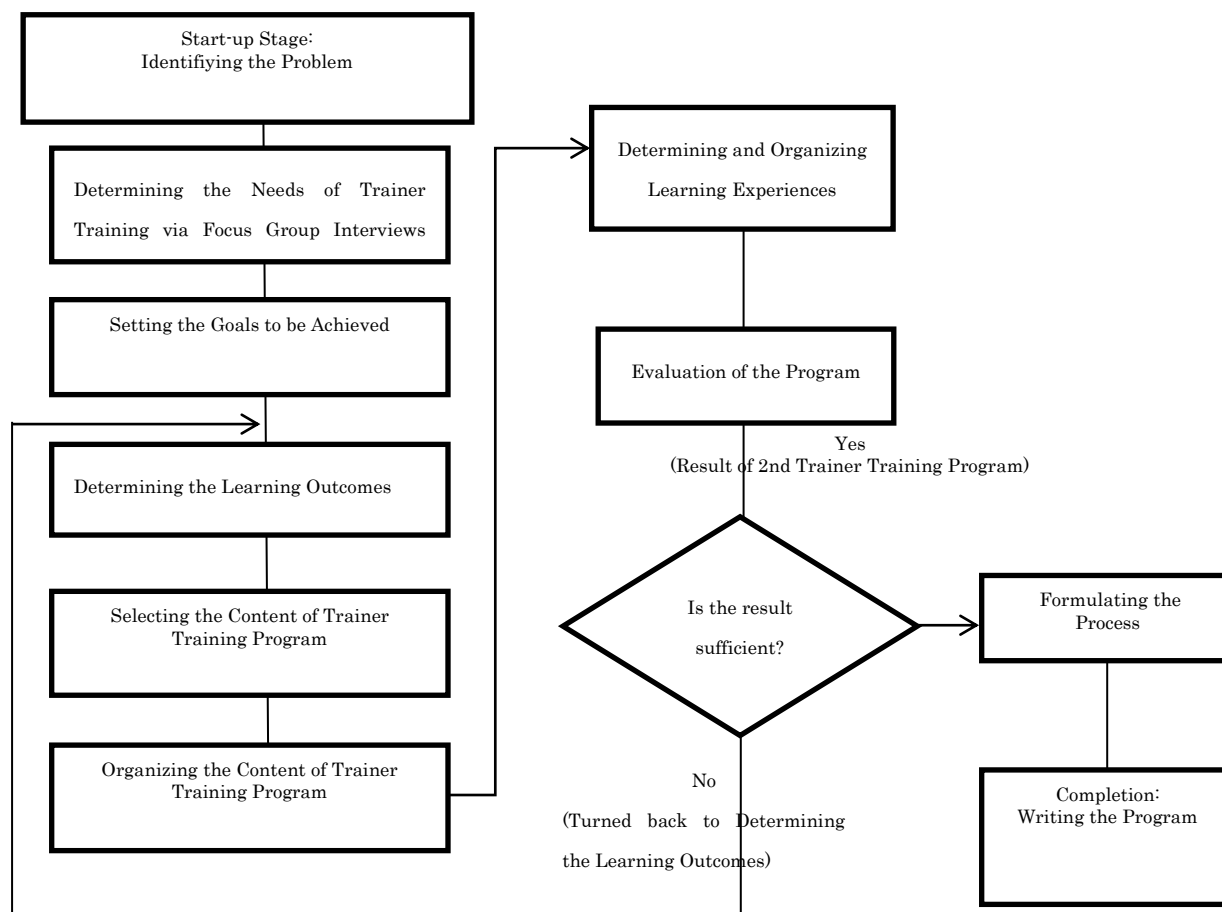 Start-up Stage:
Identifiying the Problem
Determining the Needs of Trainer
Training via Focus Group Interviews
Setting the Goals to be Achieved
Determining the Learning Outcomes
Selecting the Content of Trainer
Training Program
Organizing the Content of Trainer
Training Program
Determining and Organizing
Learning Experiences
Evaluation of the Program
Yes
(Result of 2nd Trainer Training Program)
Is the result
sufficient?
No
(Turned back to Determining
the Learning Outcomes)
Formulating the
Process
Completion:
Writing the Program